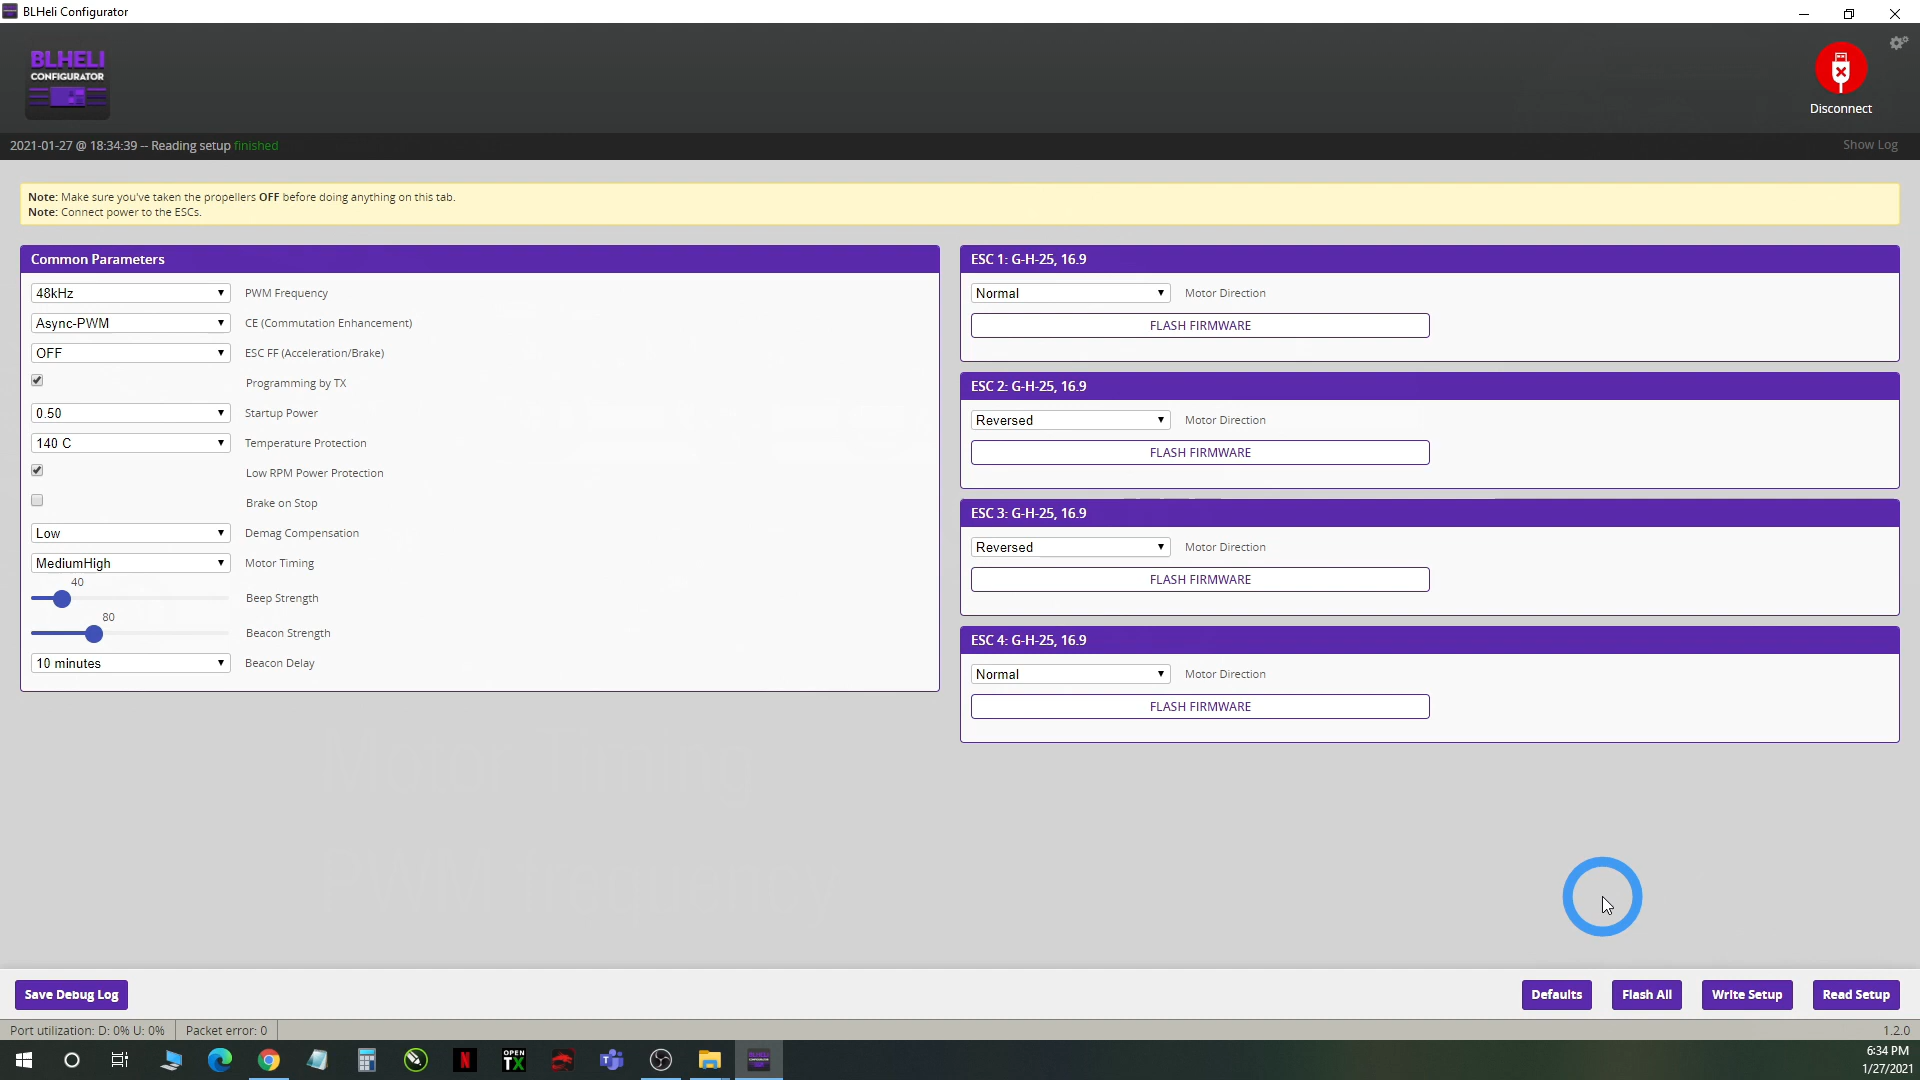 BLHeli Configurator
BLHELI
CONFIGURATOR
Disconnect
2021-01-27 @ 18:34:39 -- Reading setup finished
Show Log
Note: Make sure you've taken the propellers OFF before doing anything on this tab.
Note: Connect power to the ESCs.
Common Parameters
48kHz PWM Frequency
Async-PWM CE (Commutation Enhancement)
OFF ESC FF (Acceleration/Brake)
Programming by TX
0.50 Startup Power
140 C Temperature Protection
Low RPM Power Protection
Brake on Stop
Low Demag Compensation
MediumHigh Motor Timing
40
Beep Strength
80
Beacon Strength
10 minutes Beacon Delay
ESC 1: G-H-25, 16.9
Normal Motor Direction
FLASH FIRMWARE
ESC 2: G-H-25, 16.9
Reversed Motor Direction
FLASH FIRMWARE
ESC 3: G-H-25, 16.9
Reversed Motor Direction
FLASH FIRMWARE
ESC 4: G-H-25, 16.9
Normal Motor Direction
FLASH FIRMWARE
Motor Timing
PWM frequency
Save Debug Log
Defaults
Flash All
Write Setup
Read Setup
Port utilization: D: 0% U: 0%
Packet error: 0
1.2.0
N
OPEN
TX
6:34 PM
1/27/2021